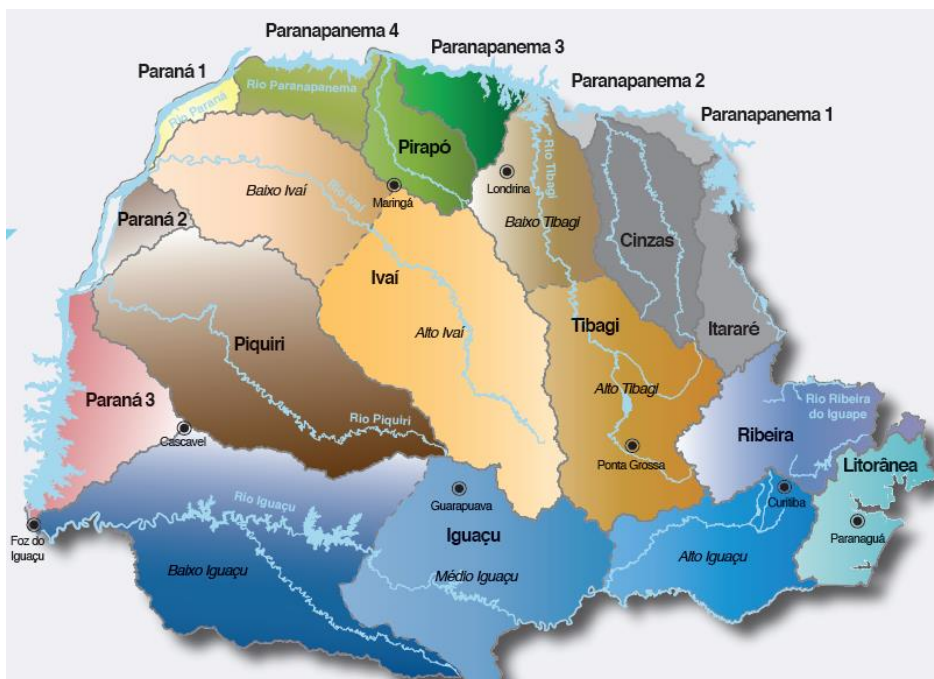 Paranapanema 4
Paranapanema 3
Paraná 1
Paranapanema 2
Paranapanema 1
Rio Paranapanema
Rio Paraná
Pirapó
Rio Tibagi
Londrina
Maringá
Baixo Ivaí
Rio Ivaí
Baixo Tibagi
Paraná 2
Cinzas
Ivaí
Itararé
Tibagi
Alto Ivaí
Piquiri
Alto Tibagi
Rio Ribeira
do Iguape
Paraná 3
Rio Piquiri
Cascavel
Ribeira
Ponta Grossa
Litorânea
Rio Iguaçu
Guarapuava
Curitiba
Foz do
Iguaçu
Iguaçu
Paranaguá
Baixo Iguaçu
Médio Iguaçu
Alto Iguaçu